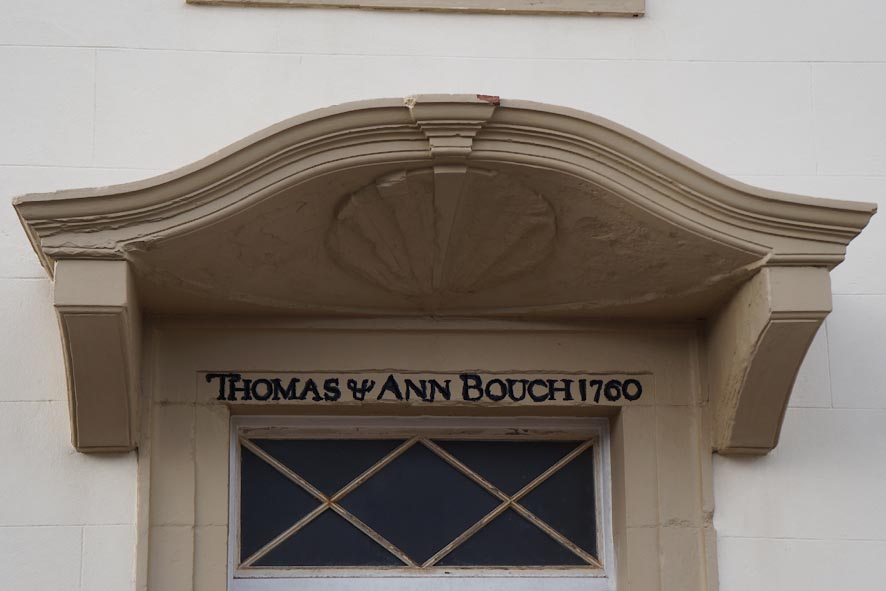 THOMAS & ANN BOUCH 1760